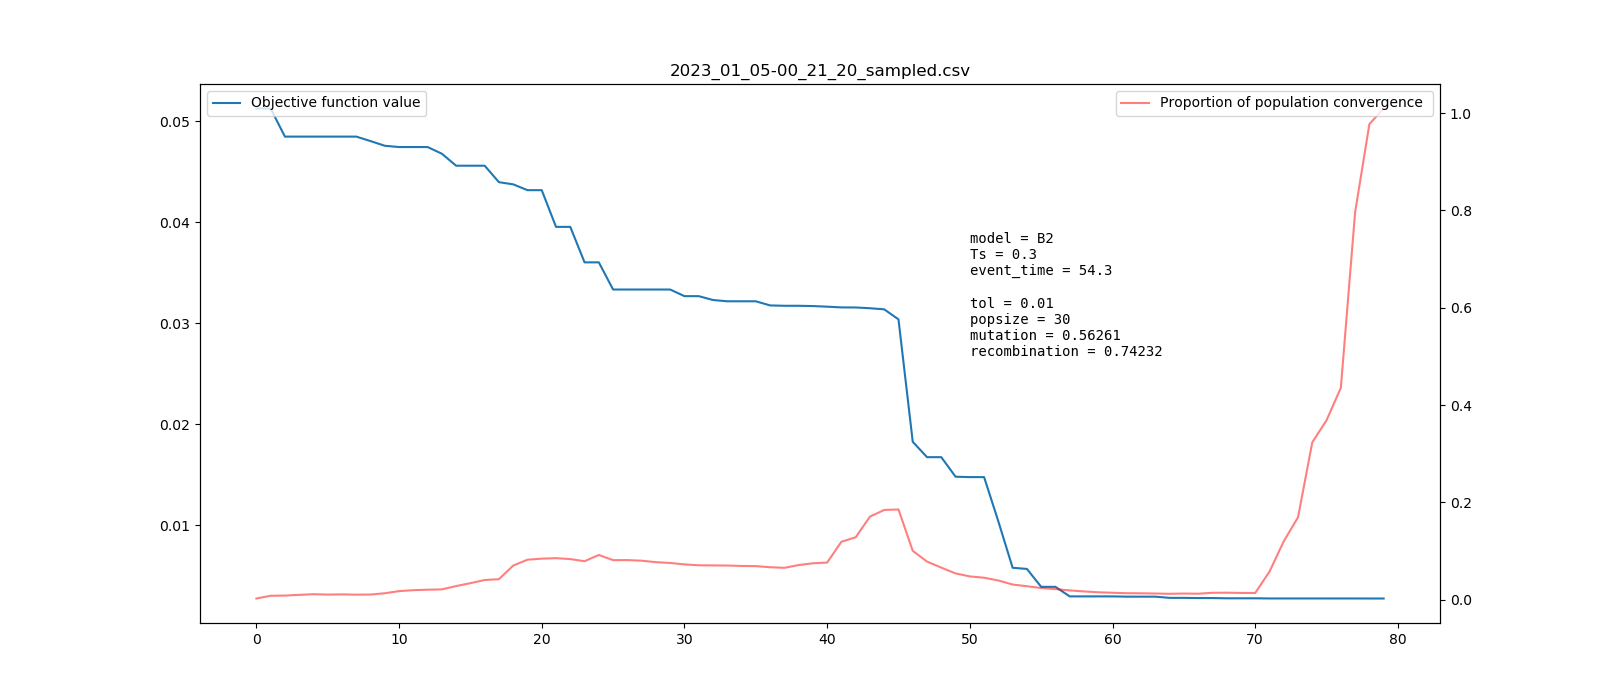 2023_01_05-00_21_20_sampled.csv
Objective function value
Proportion of population convergence
0.05
0.04
0.03
0.02
0.01
1.0
0.8
0.6
0.4
0.2
0.0
model = B2
Ts = 0.3
event_time = 54.3
tol = 0.01
popsize = 30
mutation = 0.56261
recombination = 0.74232
0 10 20 30 40 50 60 70 80